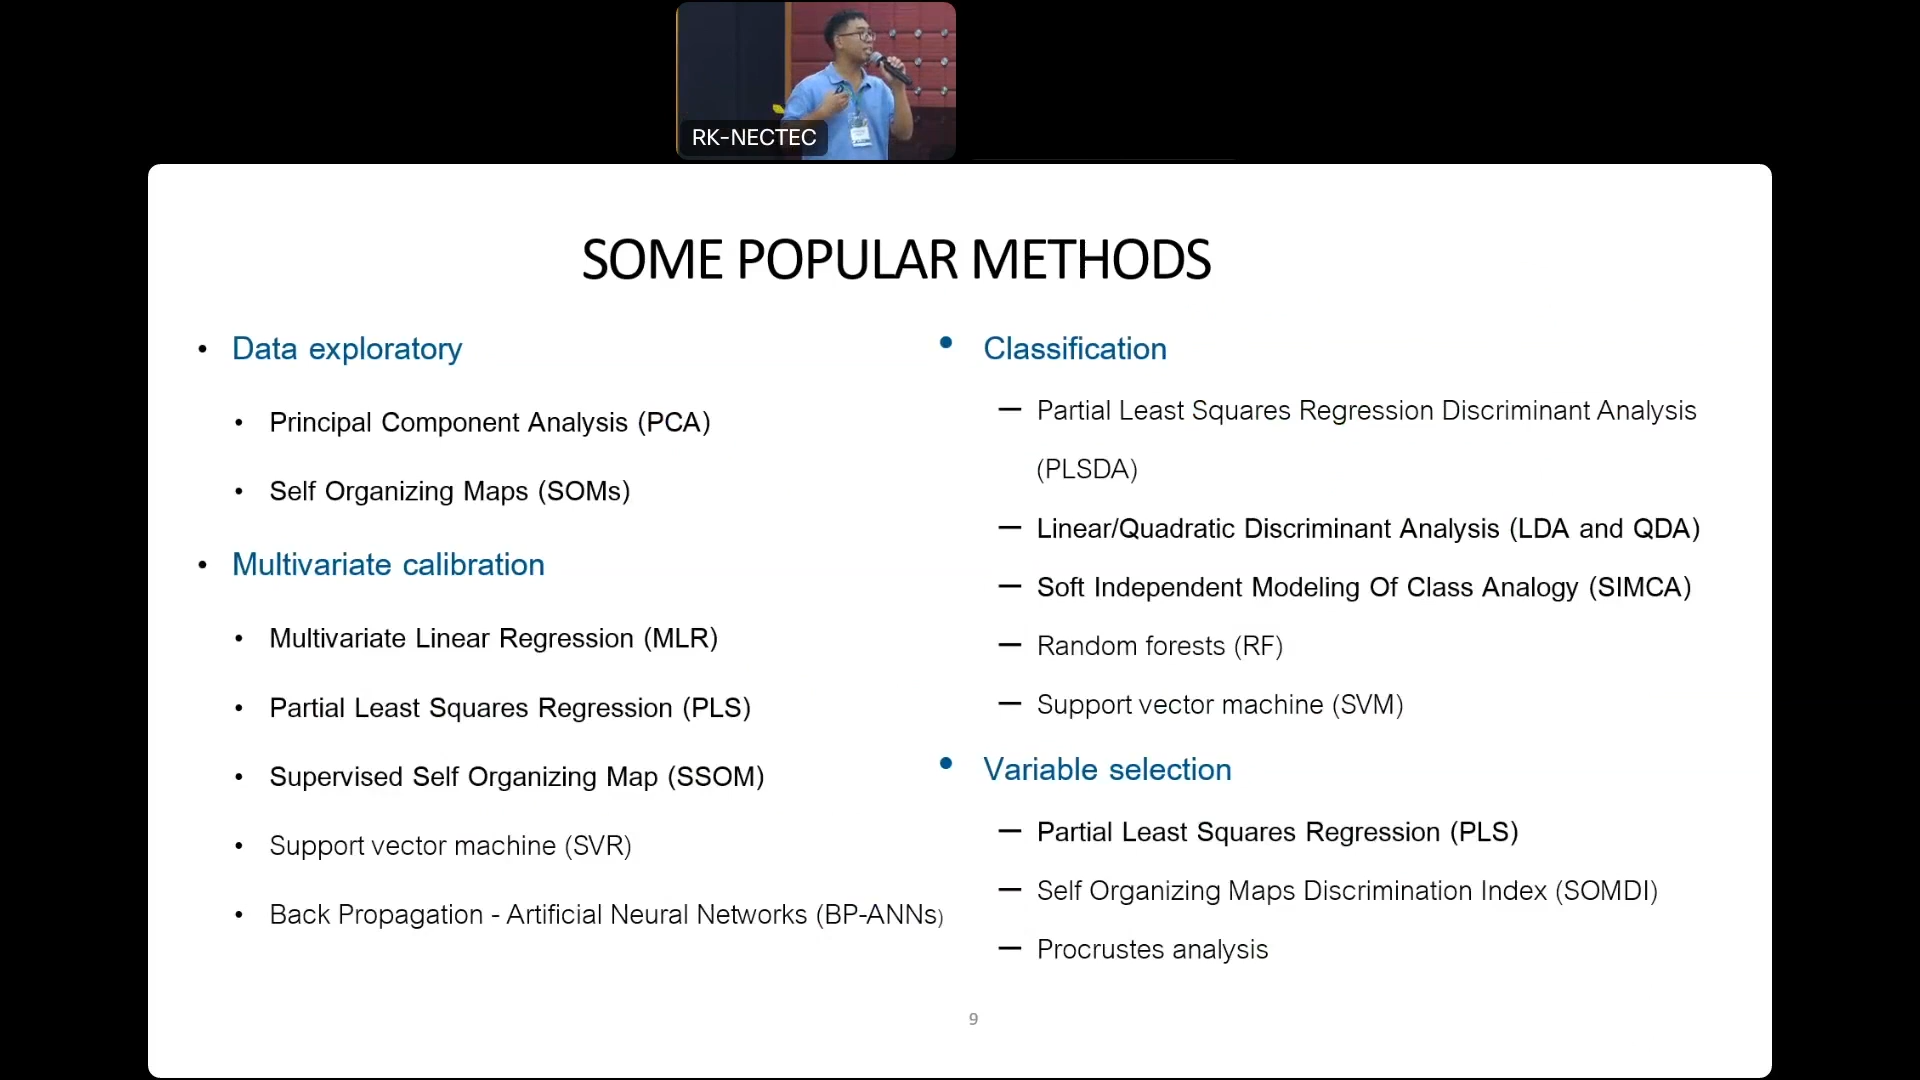 RK-NECTEC
SOME POPULAR METHODS
• Data exploratory
• Principal Component Analysis (PCA)
• Self Organizing Maps (SOMs)
• Multivariate calibration
• Multivariate Linear Regression (MLR)
• Partial Least Squares Regression (PLS)
• Supervised Self Organizing Map (SSOM)
• Support vector machine (SVR)
• Back Propagation - Artificial Neural Networks (BP-ANNs)
• Classification
— Partial Least Squares Regression Discriminant Analysis
(PLSDA)
— Linear/Quadratic Discriminant Analysis (LDA and QDA)
— Soft Independent Modeling Of Class Analogy (SIMCA)
— Random forests (RF)
— Support vector machine (SVM)
• Variable selection
— Partial Least Squares Regression (PLS)
— Self Organizing Maps Discrimination Index (SOMDI)
— Procrustes analysis
9